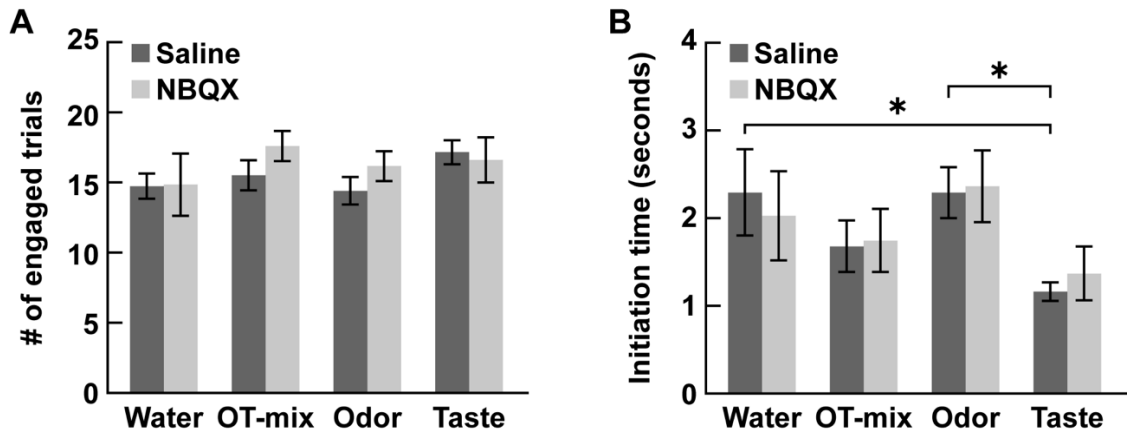 A
# of engaged trials
25
20
15
10
5
0
Saline
NBQX
Water OT-mix Odor Taste
B
Initiation time (seconds)
4
3
2
1
0
Saline
NBQX
*
*
Water OT-mix Odor Taste